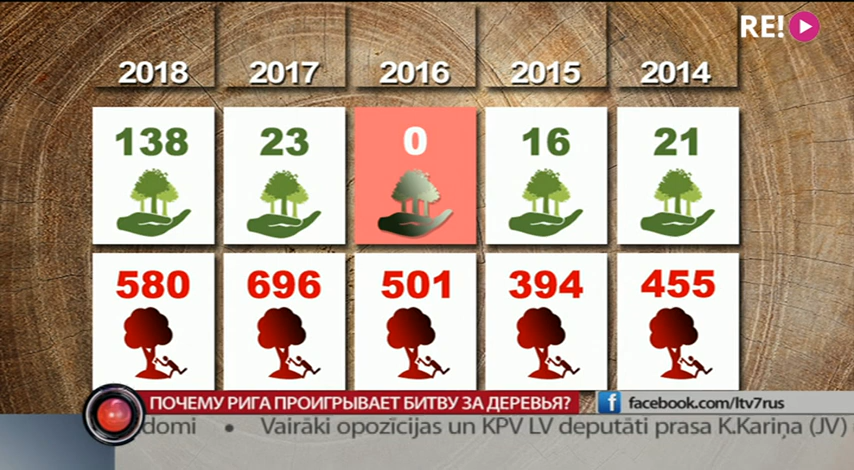 RE!
2018 2017 2016 2015 2014
138 23 0 16 21
580 696 501 394 455
ПОЧЕМУ РИГА ПРОИГРЫВАЕТ БИТВУ ЗА ДЕРЕВЬЯ? f facebook.com/ltv7rus
domi • Vairāki opozīcijas un KPV LV deputāti prasa K.Kariņa (JV)